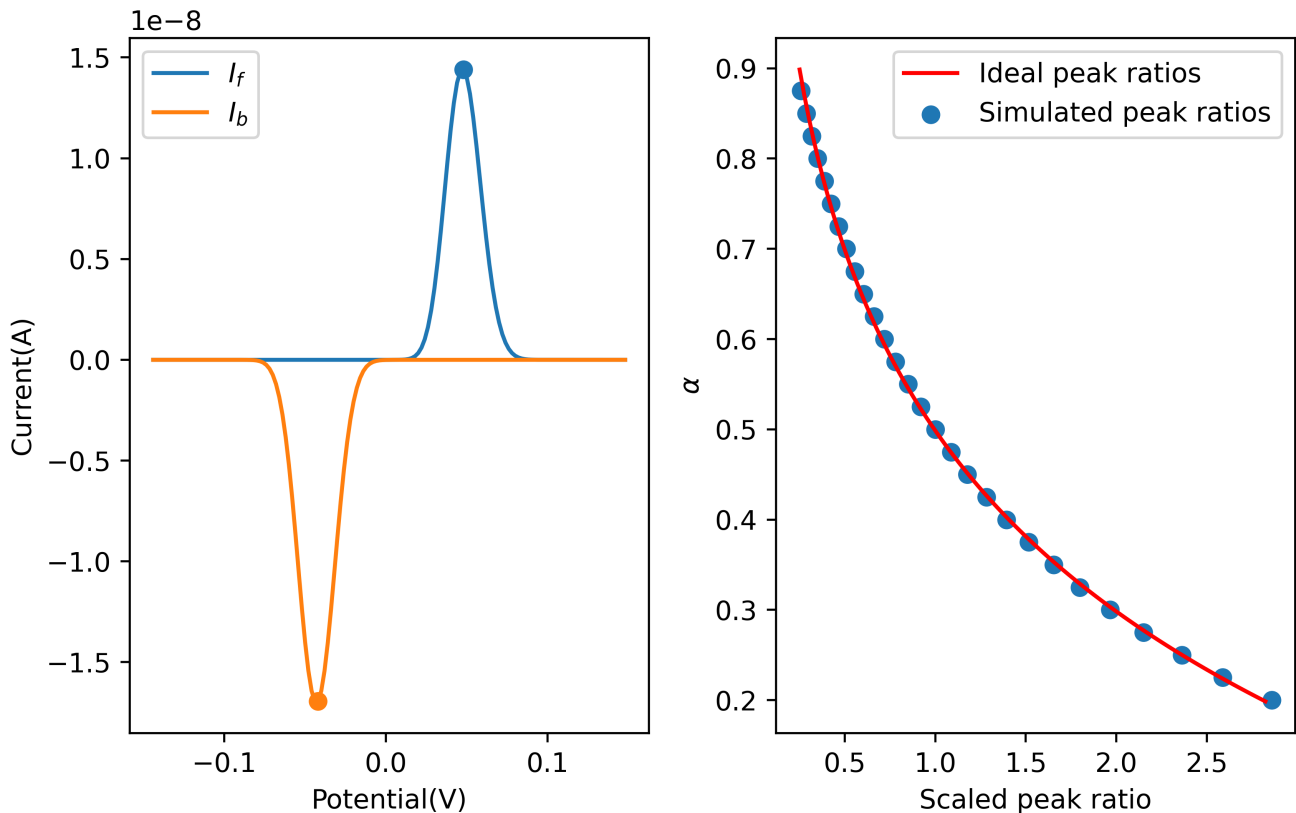 1e−8
I_f
I_b
1.5
1.0
0.5
0.0
−0.5
−1.0
−1.5
Current(A)
−0.1
0.0
0.1
Potential(V)
Ideal peak ratios
Simulated peak ratios
0.9
0.8
0.7
0.6
0.5
0.4
0.3
0.2
α
0.5
1.0
1.5
2.0
2.5
Scaled peak ratio